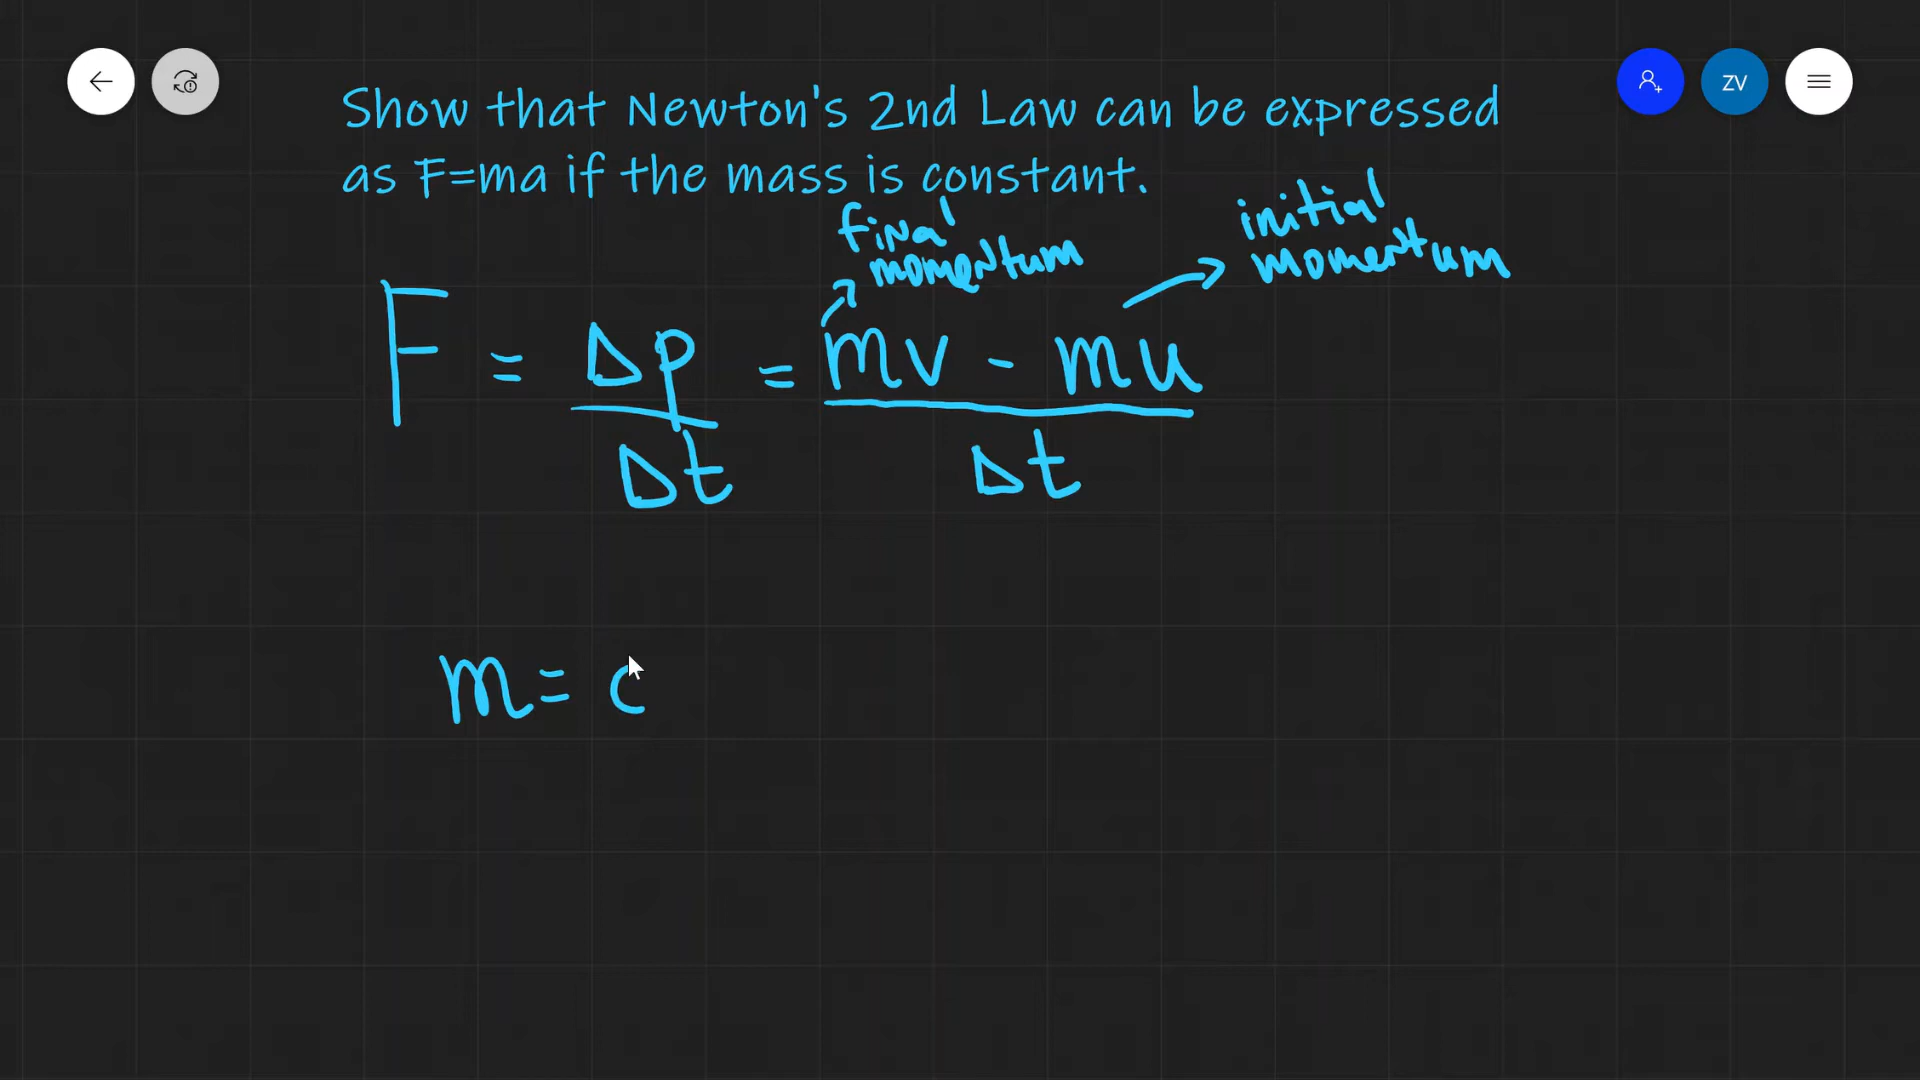 ZV
Show that Newton's 2nd Law can be expressed
as F=ma if the mass is constant.
final
momentum
initial
momentum
F = Δp = mv - mu
Δt Δt
m= c